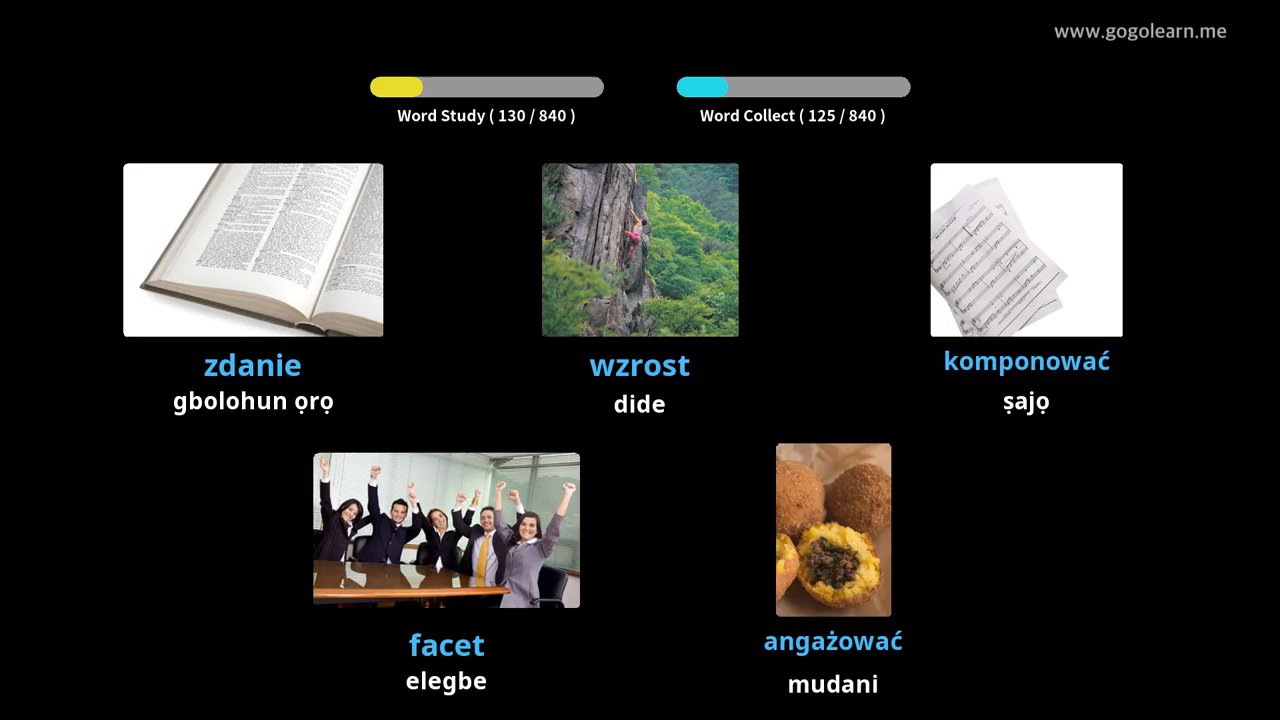 www.gogolearn.me
Word Study ( 130 / 840 )
Word Collect ( 125 / 840 )
zdanie
gbolohun ọrọ
wzrost
dide
komponować
ṣajọ
facet
elegbe
angażować
mudani